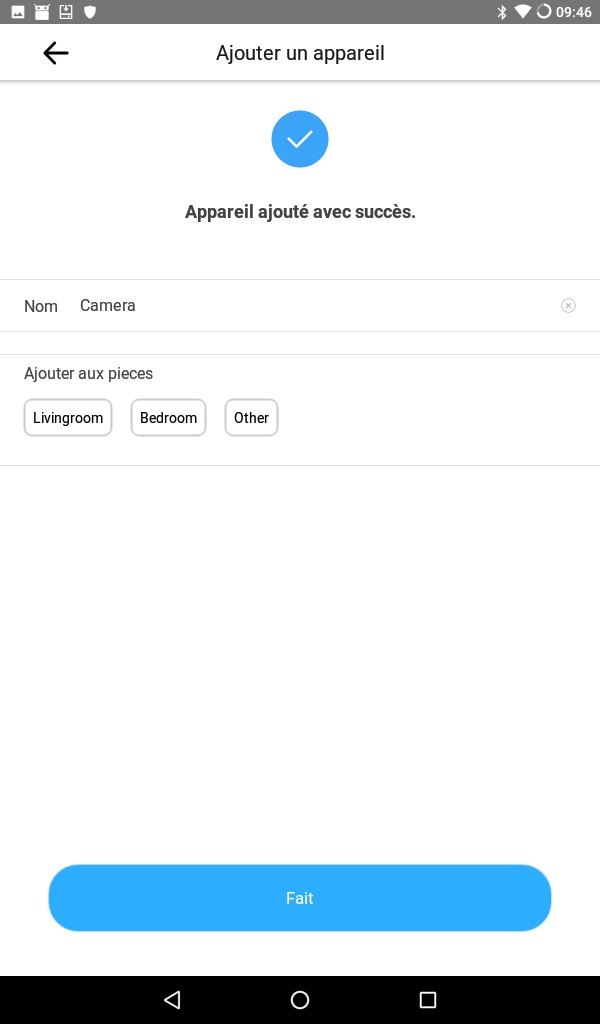 09:46
Ajouter un appareil
Appareil ajouté avec succès.
Nom Camera
Ajouter aux pieces
Livingroom Bedroom Other
Fait